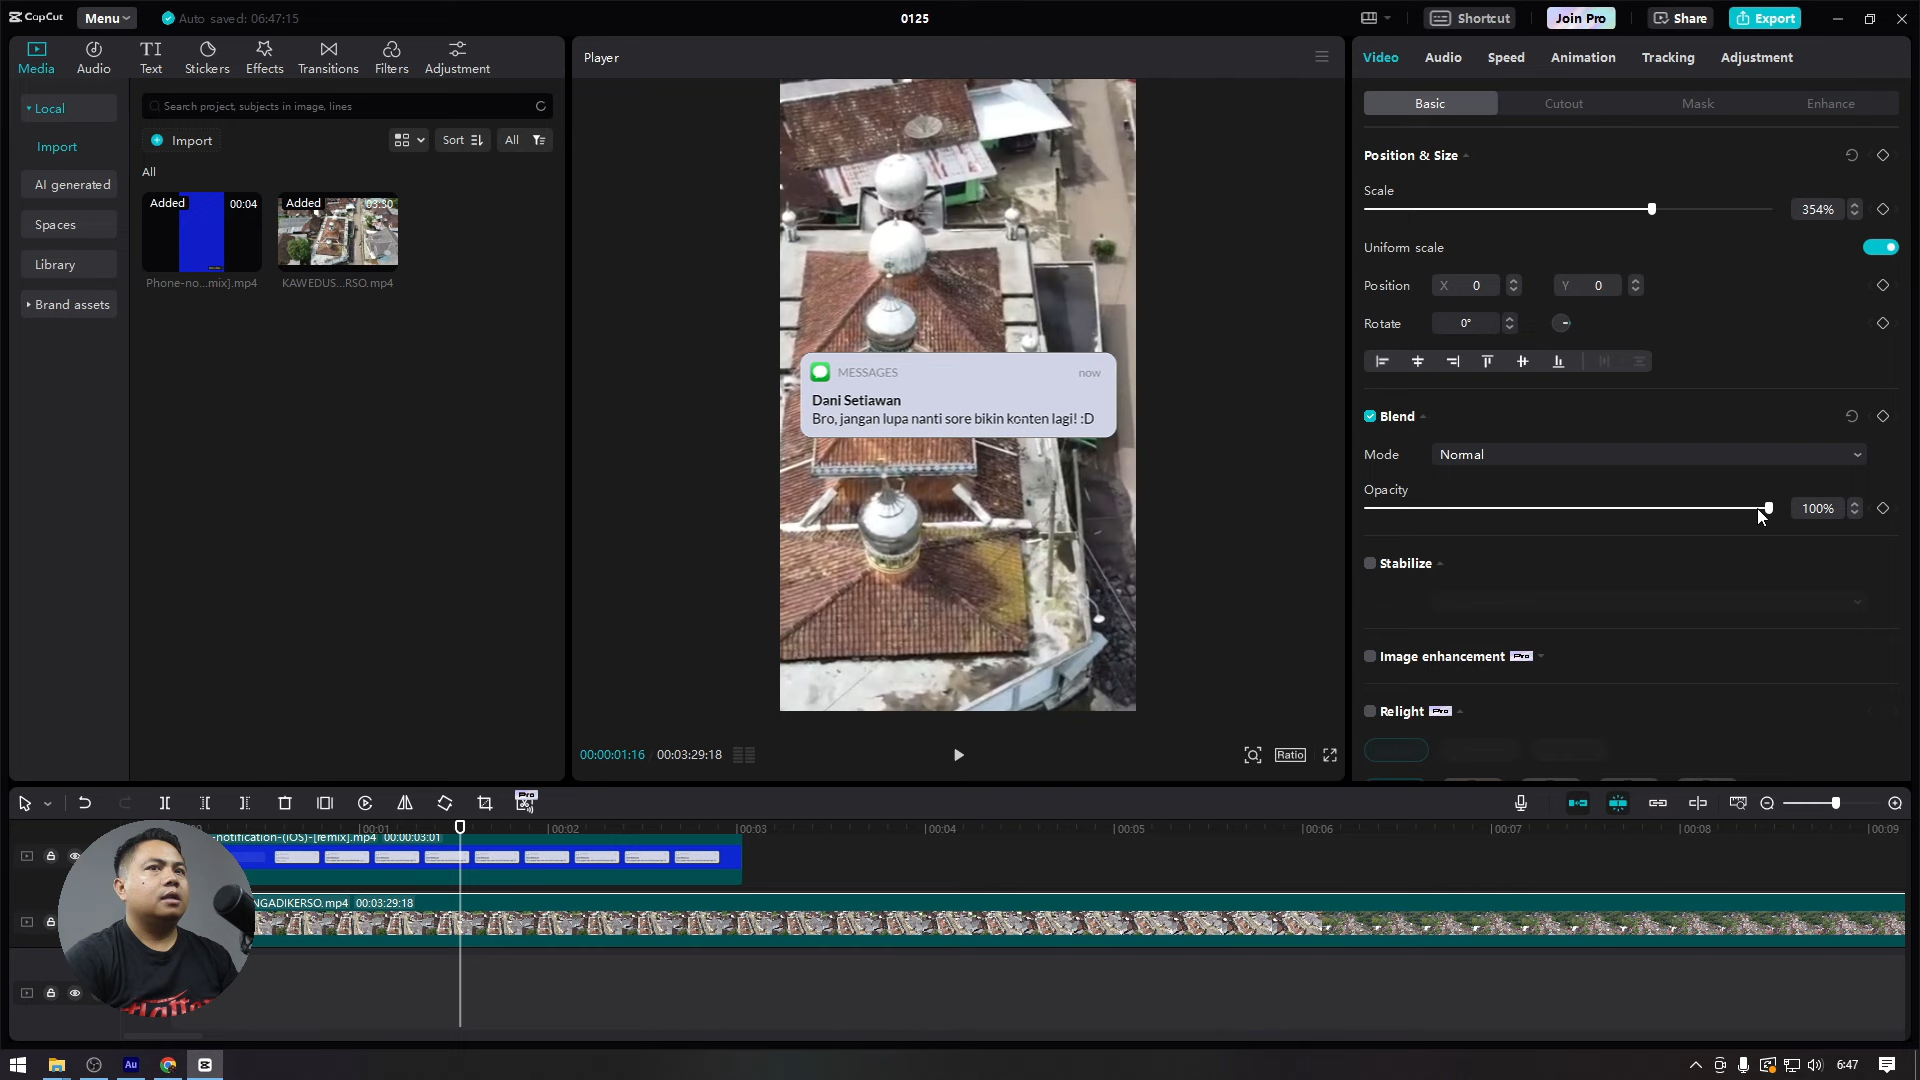 CapCut
Menu
Auto saved: 06:47:15
0125
Shortcut
Join Pro
Share
Export
Media
Audio
Text
Stickers
Effects
Transitions
Filters
Adjustment
Local
Import
AI generated
Spaces
Library
Brand assets
Search project, subjects in image, lines
Import
Sort
All
All
Added
00:04
Added
03:30
Phone-no...mix].mp4
KAWEDUS...RSO.mp4
Player
MESSAGES
now
Dani Setiawan
Bro, jangan lupa nanti sore bikin konten lagi! :D
00:00:01:16
00:03:29:18
Ratio
Video
Audio
Speed
Animation
Tracking
Adjustment
Basic
Cutout
Mask
Enhance
Position & Size
Scale
354%
Uniform scale
Position
X 0
Y 0
Rotate
0°
Blend
Mode
Normal
Opacity
100%
Stabilize
Image enhancement Pro
Relight Pro
Pro
00:01
00:02
00:03
00:04
00:05
00:06
00:07
00:08
00:09
-notification-(iOS)-[remix].mp4 00:00:03:01
NGADIKERSO.mp4 00:03:29:18
Au
6:47